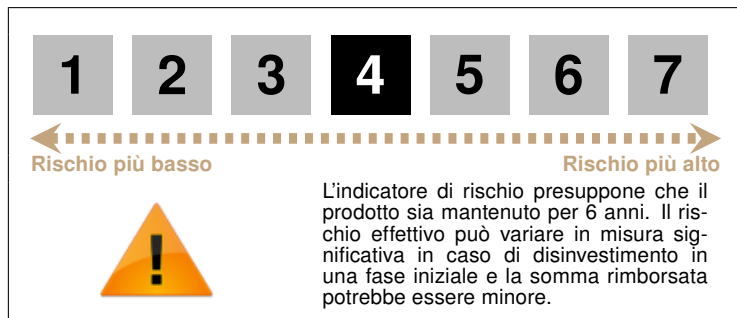 1 2 3 4 5 6 7
Rischio più basso Rischio più alto
L'indicatore di rischio presuppone che il
prodotto sia mantenuto per 6 anni. Il ris-
chio effettivo può variare in misura sig-
nificativa in caso di disinvestimento in
una fase iniziale e la somma rimborsata
potrebbe essere minore.
!